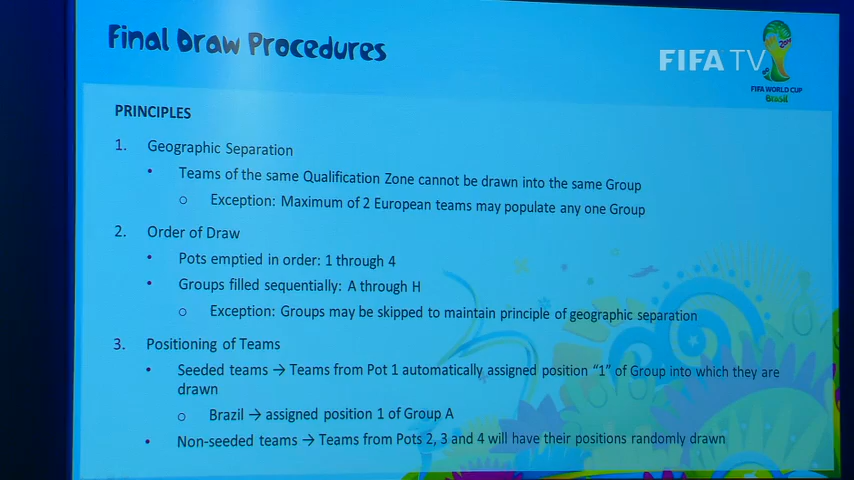 Final Draw Procedures
FIFA TV
2014
FIFA WORLD CUP
Brasil
PRINCIPLES
1. Geographic Separation
• Teams of the same Qualification Zone cannot be drawn into the same Group
o Exception: Maximum of 2 European teams may populate any one Group
2. Order of Draw
• Pots emptied in order: 1 through 4
• Groups filled sequentially: A through H
o Exception: Groups may be skipped to maintain principle of geographic separation
3. Positioning of Teams
• Seeded teams → Teams from Pot 1 automatically assigned position “1” of Group into which they are
drawn
o Brazil → assigned position 1 of Group A
• Non-seeded teams → Teams from Pots 2, 3 and 4 will have their positions randomly drawn